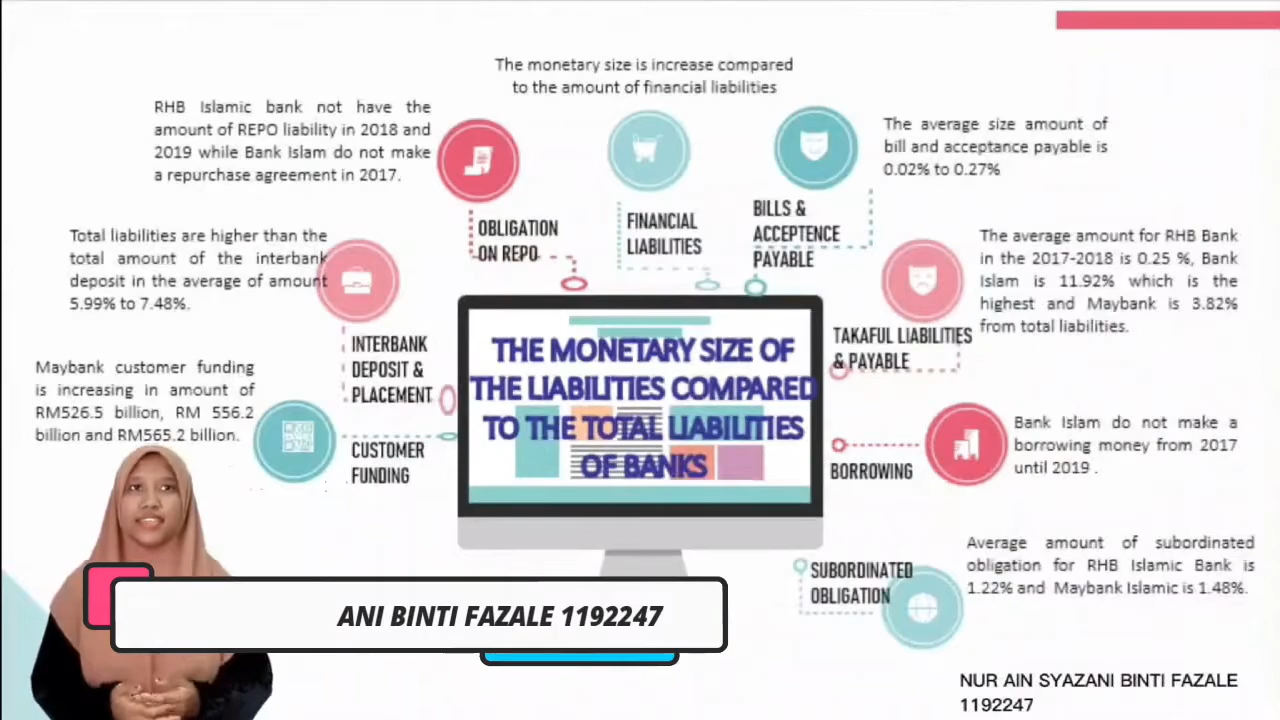 The monetary size is increase compared
to the amount of financial liabilities
RHB Islamic bank not have the
amount of REPO liability in 2018 and
2019 while Bank Islam do not make
a repurchase agreement in 2017.
OBLIGATION
ON REPO
FINANCIAL
LIABILITIES
BILLS &
ACCEPTENCE
PAYABLE
The average size amount of
bill and acceptance payable is
0.02% to 0.27%
Total liabilities are higher than the
total amount of the interbank
deposit in the average of amount
5.99% to 7.48%.
INTERBANK
DEPOSIT &
PLACEMENT
The average amount for RHB Bank
in the 2017-2018 is 0.25 %, Bank
Islam is 11.92% which is the
highest and Maybank is 3.82%
from total liabilities.
TAKAFUL LIABILITIES
& PAYABLE
THE MONETARY SIZE OF
THE LIABILITIES COMPARED
TO THE TOTAL LIABILITIES
OF BANKS
Maybank customer funding
is increasing in amount of
RM526.5 billion, RM 556.2
billion and RM565.2 billion.
CUSTOMER
FUNDING
BORROWING
Bank Islam do not make a
borrowing money from 2017
until 2019 .
SUBORDINATED
OBLIGATION
Average amount of subordinated
obligation for RHB Islamic Bank is
1.22% and Maybank Islamic is 1.48%.
ANI BINTI FAZALE 1192247
NUR AIN SYAZANI BINTI FAZALE
1192247